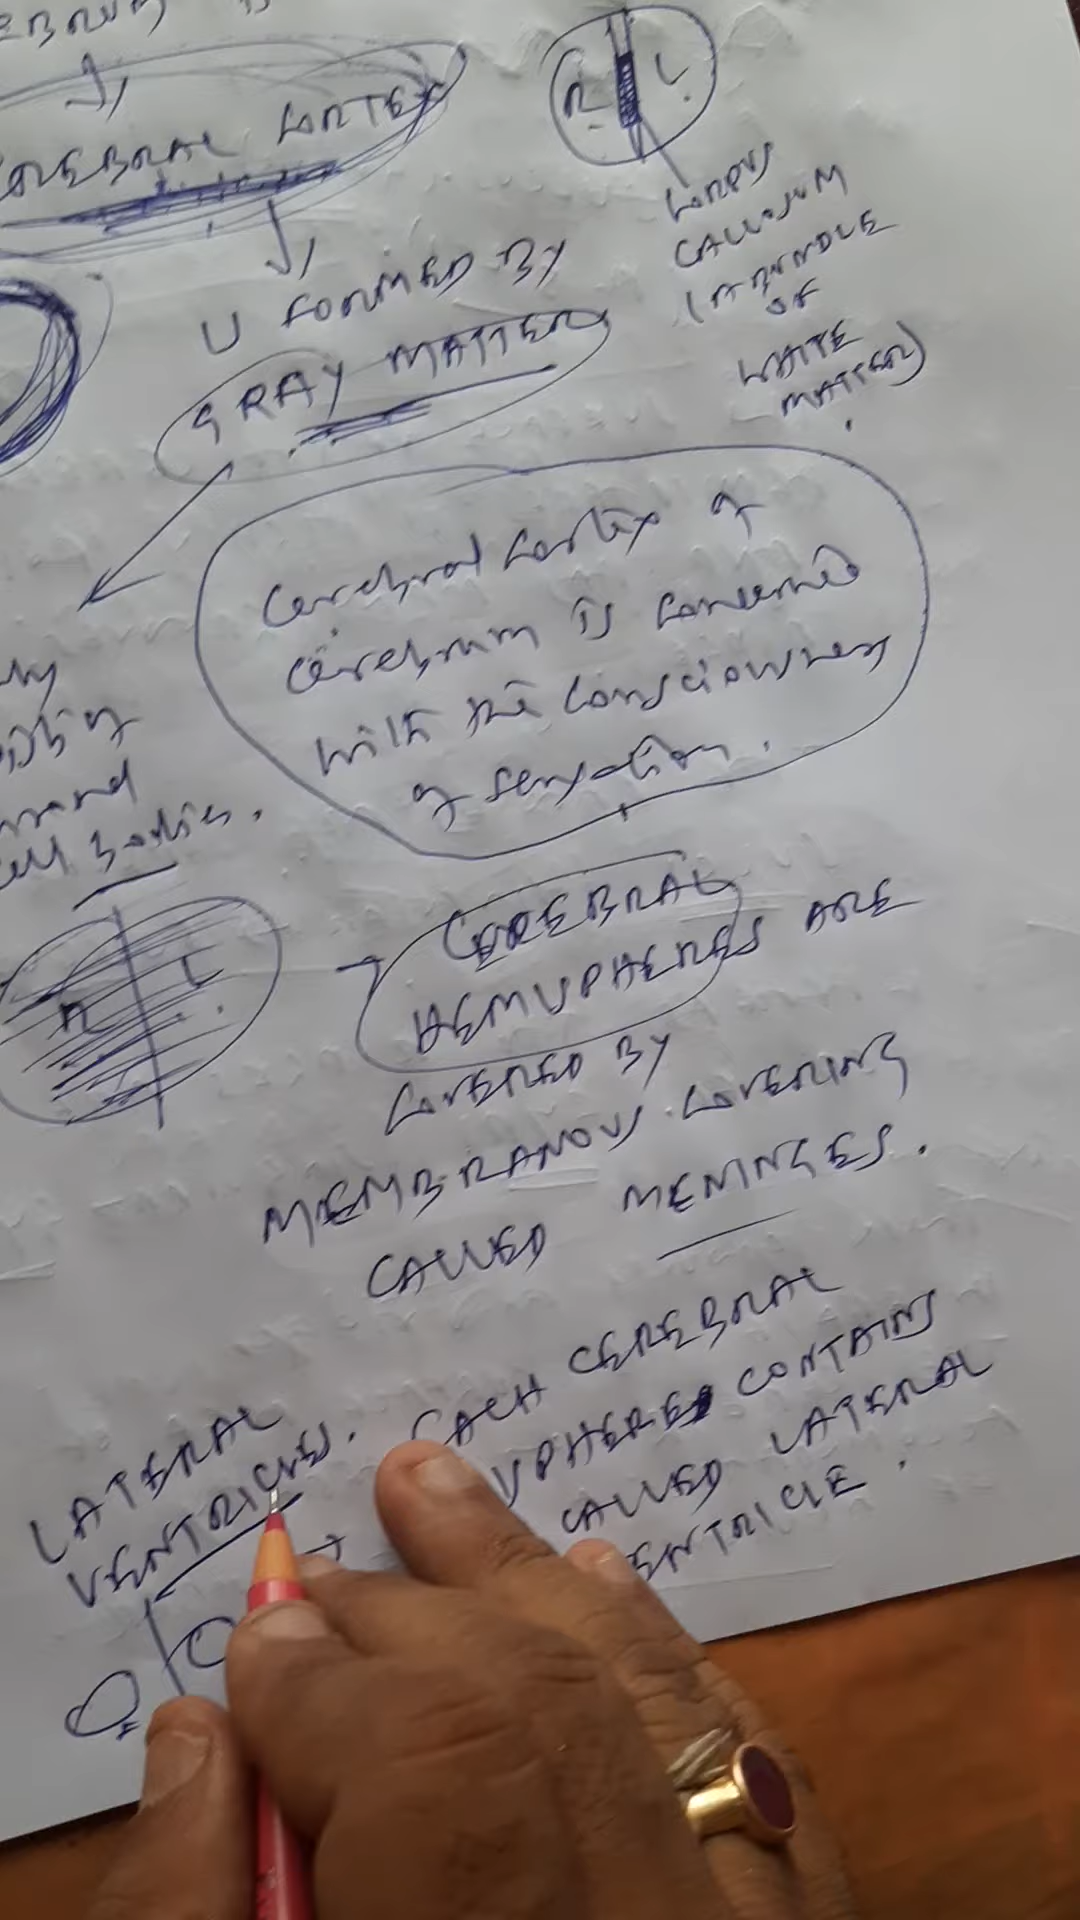 CEREBRAL CORTEX
IS FORMED BY
GRAY MATTER
R L
CORPUS
CALLOSUM
(A BUNDLE
OF
WHITE
MATTER)
Cerebral Cortex of
Cerebrum is Concerned
with the Consciousness
of sensation.
cell bodies.
R L
→ CEREBRAL
HEMISPHERES ARE
COVERED BY
MEMBRANOUS COVERING
CALLED MENINGES.
LATERAL
VENTRICLES.
EACH CEREBRAL
CONTAINS
CALLED LATERAL